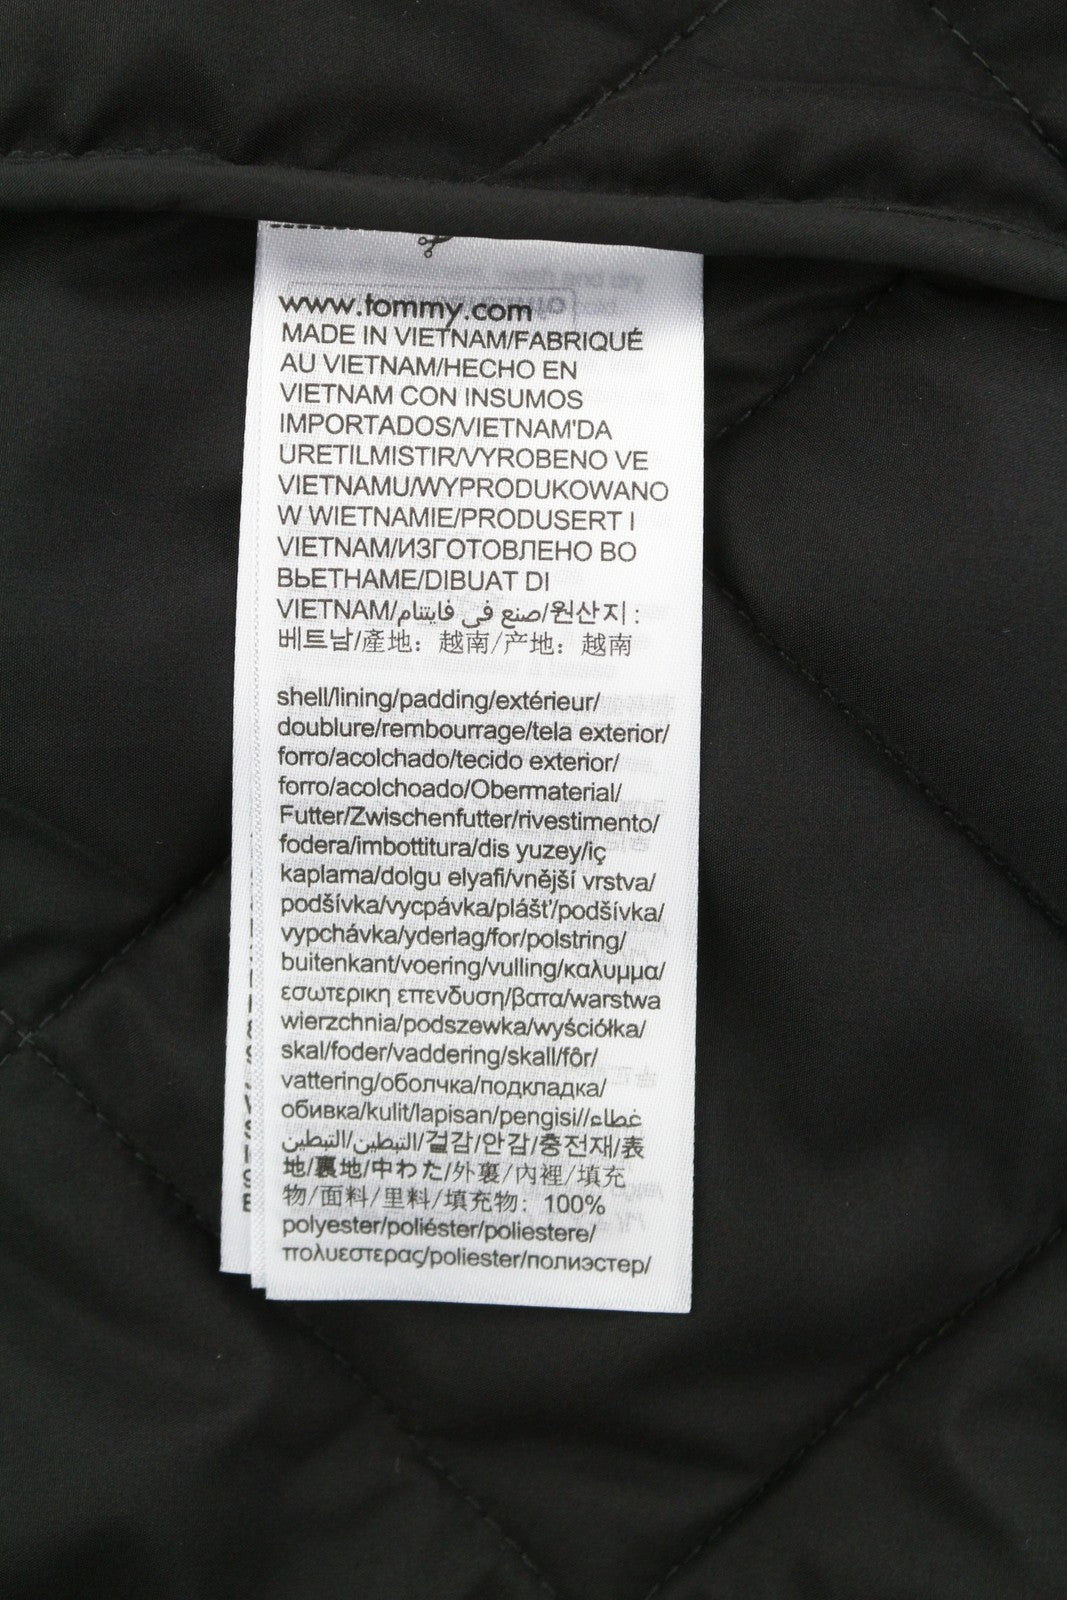 www.tommy.com
MADE IN VIETNAM/FABRIQUÉ
AU VIETNAM/HECHO EN
VIETNAM CON INSUMOS
IMPORTADOS/VIETNAM'DA
URETILMISTIR/VYROBENO VE
VIETNAMU/WYPRODUKOWANO
W WIETNAMIE/PRODUSERT I
VIETNAM/ИЗГОТОВЛЕНО ВО
ВЬЕТНАМЕ/DIBUAT DI
VIETNAM/صنع في فايتنام/원산지 :
베트남/產地：越南/产地：越南
shell/lining/padding/extérieur/
doublure/rembourrage/tela exterior/
forro/acolchado/tecido exterior/
forro/acolchoado/Obermaterial/
Futter/Zwischenfutter/rivestimento/
fodera/imbottitura/dis yuzey/iç
kaplama/dolgu elyafi/vnější vrstva/
podšívka/vycpávka/plášť/podšívka/
vypchávka/yderlag/for/polstring/
buitenkant/voering/vulling/καλυμμα/
εσωτερικη επενδυση/βατα/warstwa
wierzchnia/podszewka/wyściółka/
skal/foder/vaddering/skall/fôr/
vattering/оболчка/подкладка/
обивка/kulit/lapisan/pengisi//غطاء/
التبطين/التبطين/겉감/안감/충전재/表
地/裏地/中わた/外裏/內裡/填充
物/面料/里料/填充物：100%
polyester/poliéster/poliestere/
πολυεστερας/poliester/полиэстер/